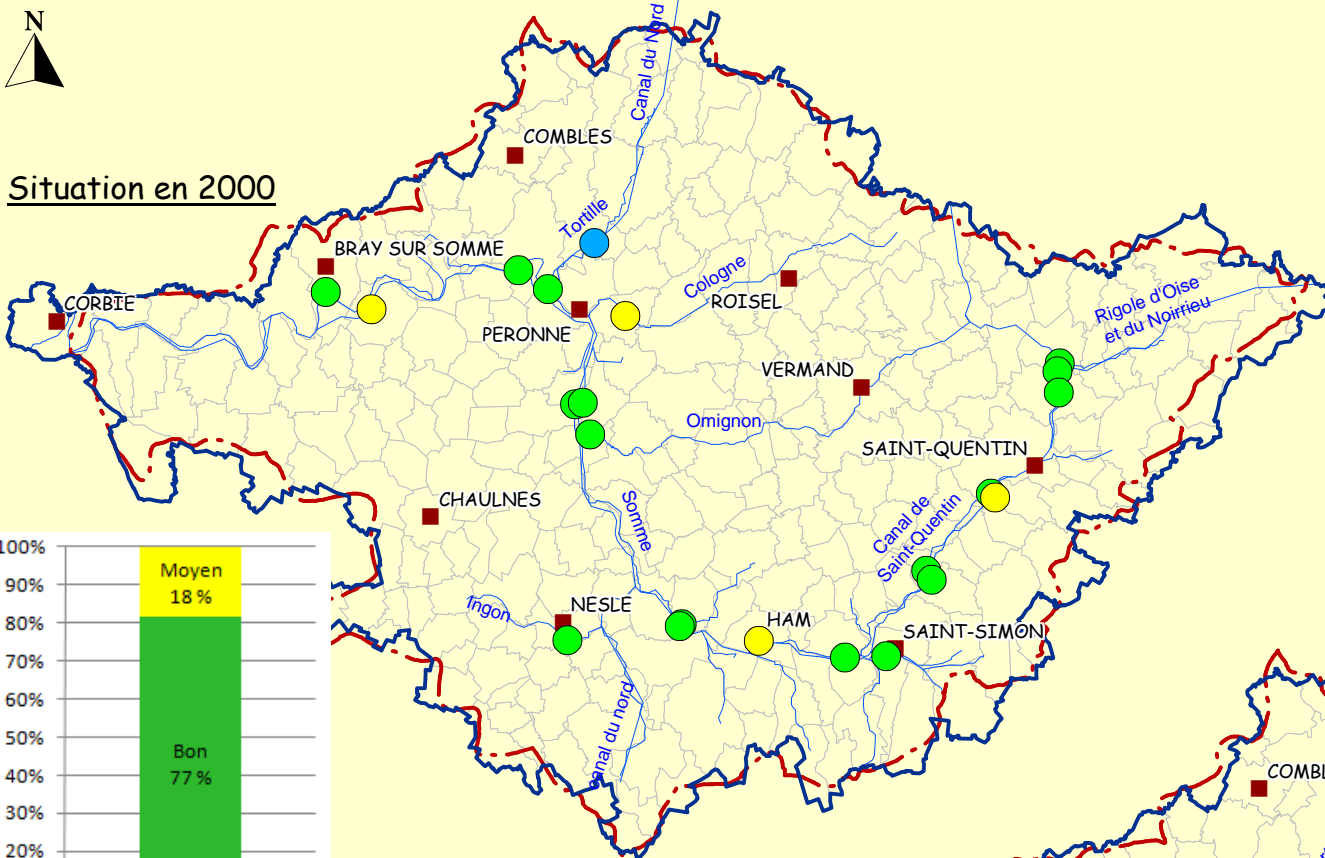 N
Canal du Nord
COMBLES
Situation en 2000
Tortille
BRAY SUR SOMME
Cologne
ROISEL
CORBIE
Rigole d'Oise
et du Noirrieu
PERONNE
VERMAND
Omignon
SAINT-QUENTIN
CHAULNES
Somme
Canal de
Saint-Quentin
100%
Moyen
18 %
90%
80%
70%
60%
50%
40%
30%
20%
Bon
77 %
Ingon
NESLE
HAM
SAINT-SIMON
Canal du nord
COMBL